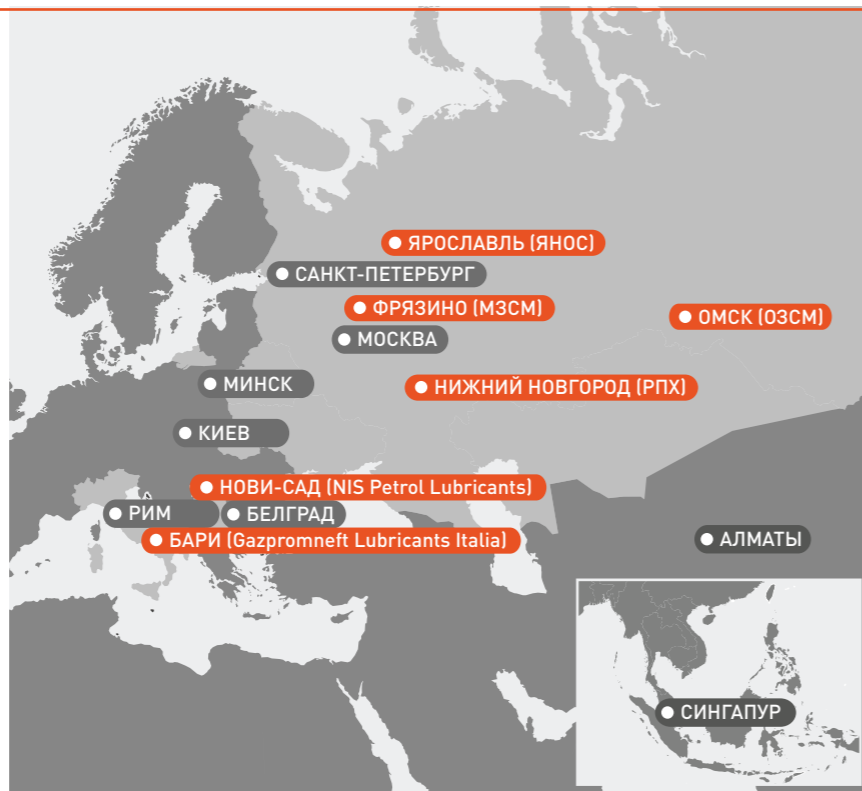 ЯРОСЛАВЛЬ (ЯНОС)
САНКТ-ПЕТЕРБУРГ
ФРЯЗИНО (МЗСМ)
ОМСК (ОЗСМ)
МОСКВА
МИНСК
НИЖНИЙ НОВГОРОД (РПХ)
КИЕВ
НОВИ-САД (NIS Petrol Lubricants)
РИМ
БЕЛГРАД
БАРИ (Gazpromneft Lubricants Italia)
АЛМАТЫ
СИНГАПУР